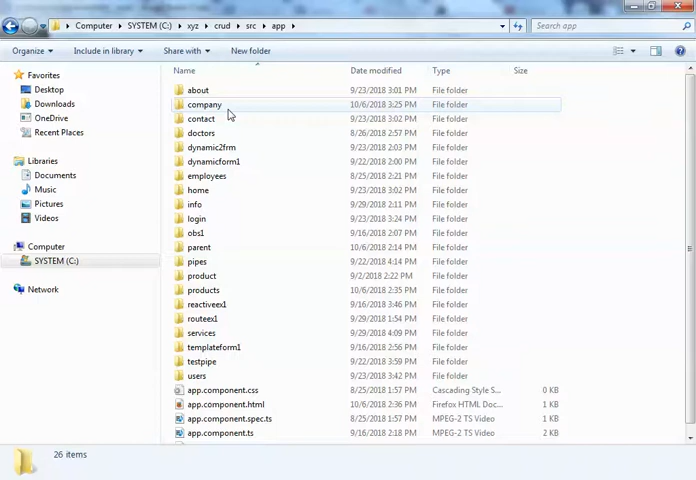 Computer ▸ SYSTEM (C:) ▸ xyz ▸ crud ▸ src ▸ app ▸
Search app
Organize Include in library Share with New folder
Name Date modified Type Size
Favorites
Desktop
Downloads
OneDrive
Recent Places
Libraries
Documents
Music
Pictures
Videos
Computer
SYSTEM (C:)
Network
about 9/23/2018 3:01 PM File folder
company 10/6/2018 3:25 PM File folder
contact 9/23/2018 3:02 PM File folder
doctors 8/26/2018 2:57 PM File folder
dynamic2frm 9/23/2018 2:03 PM File folder
dynamicform1 9/22/2018 2:00 PM File folder
employees 8/25/2018 2:21 PM File folder
home 9/23/2018 3:02 PM File folder
info 9/29/2018 2:11 PM File folder
login 9/23/2018 3:24 PM File folder
obs1 9/16/2018 2:07 PM File folder
parent 10/6/2018 2:14 PM File folder
pipes 9/22/2018 4:14 PM File folder
product 9/2/2018 2:22 PM File folder
products 10/6/2018 2:35 PM File folder
reactiveex1 9/16/2018 3:46 PM File folder
routeex1 9/29/2018 1:54 PM File folder
services 9/29/2018 4:09 PM File folder
templateform1 9/16/2018 2:56 PM File folder
testpipe 9/22/2018 3:59 PM File folder
users 9/23/2018 3:42 PM File folder
app.component.css 8/25/2018 1:57 PM Cascading Style S... 0 KB
app.component.html 10/6/2018 2:36 PM Firefox HTML Doc... 1 KB
app.component.spec.ts 8/25/2018 1:57 PM MPEG-2 TS Video 1 KB
app.component.ts 9/16/2018 2:18 PM MPEG-2 TS Video 2 KB
26 items